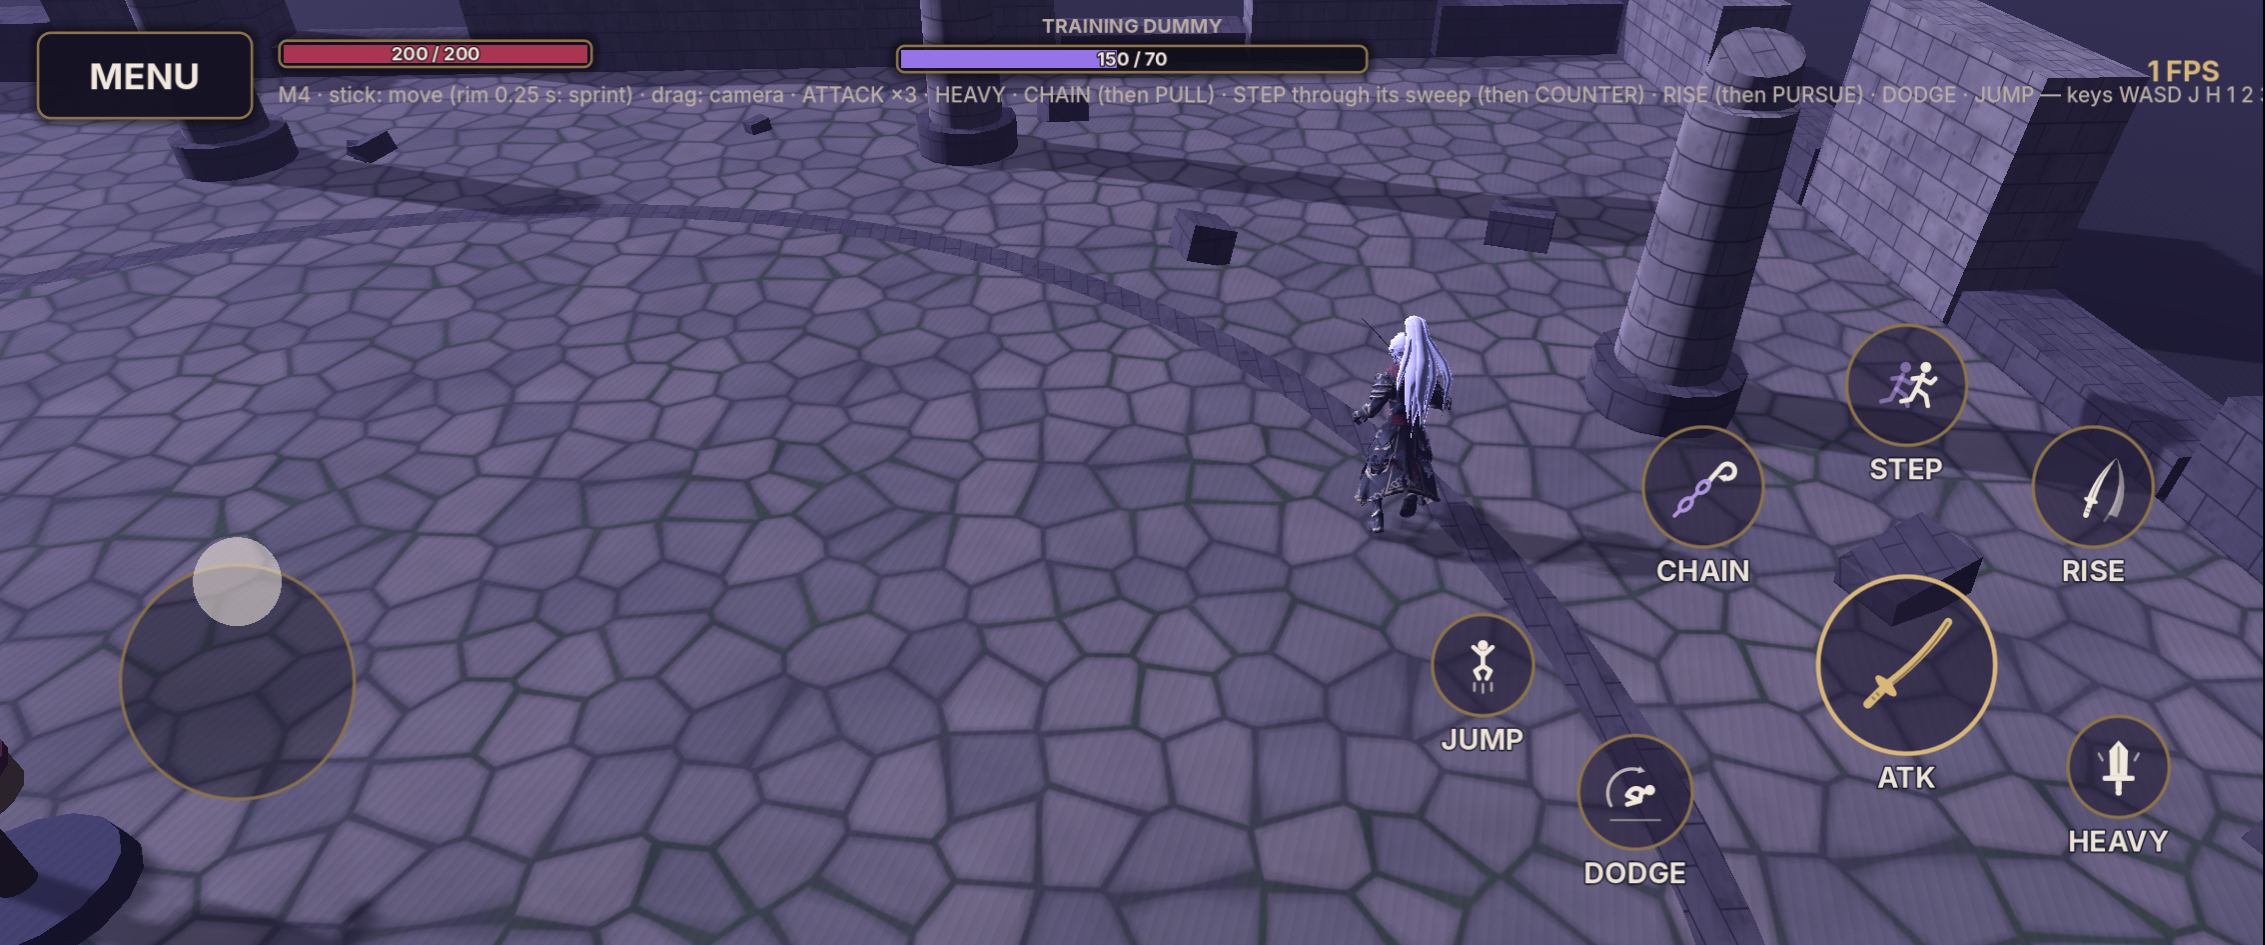 TRAINING DUMMY
MENU
200 / 200
150 / 70
1 FPS
M4 · stick: move (rim 0.25 s: sprint) · drag: camera · ATTACK ×3 · HEAVY · CHAIN (then PULL) · STEP through its sweep (then COUNTER) · RISE (then PURSUE) · DODGE · JUMP — keys WASD J H 1 2
STEP
CHAIN
RISE
JUMP
ATK
HEAVY
DODGE